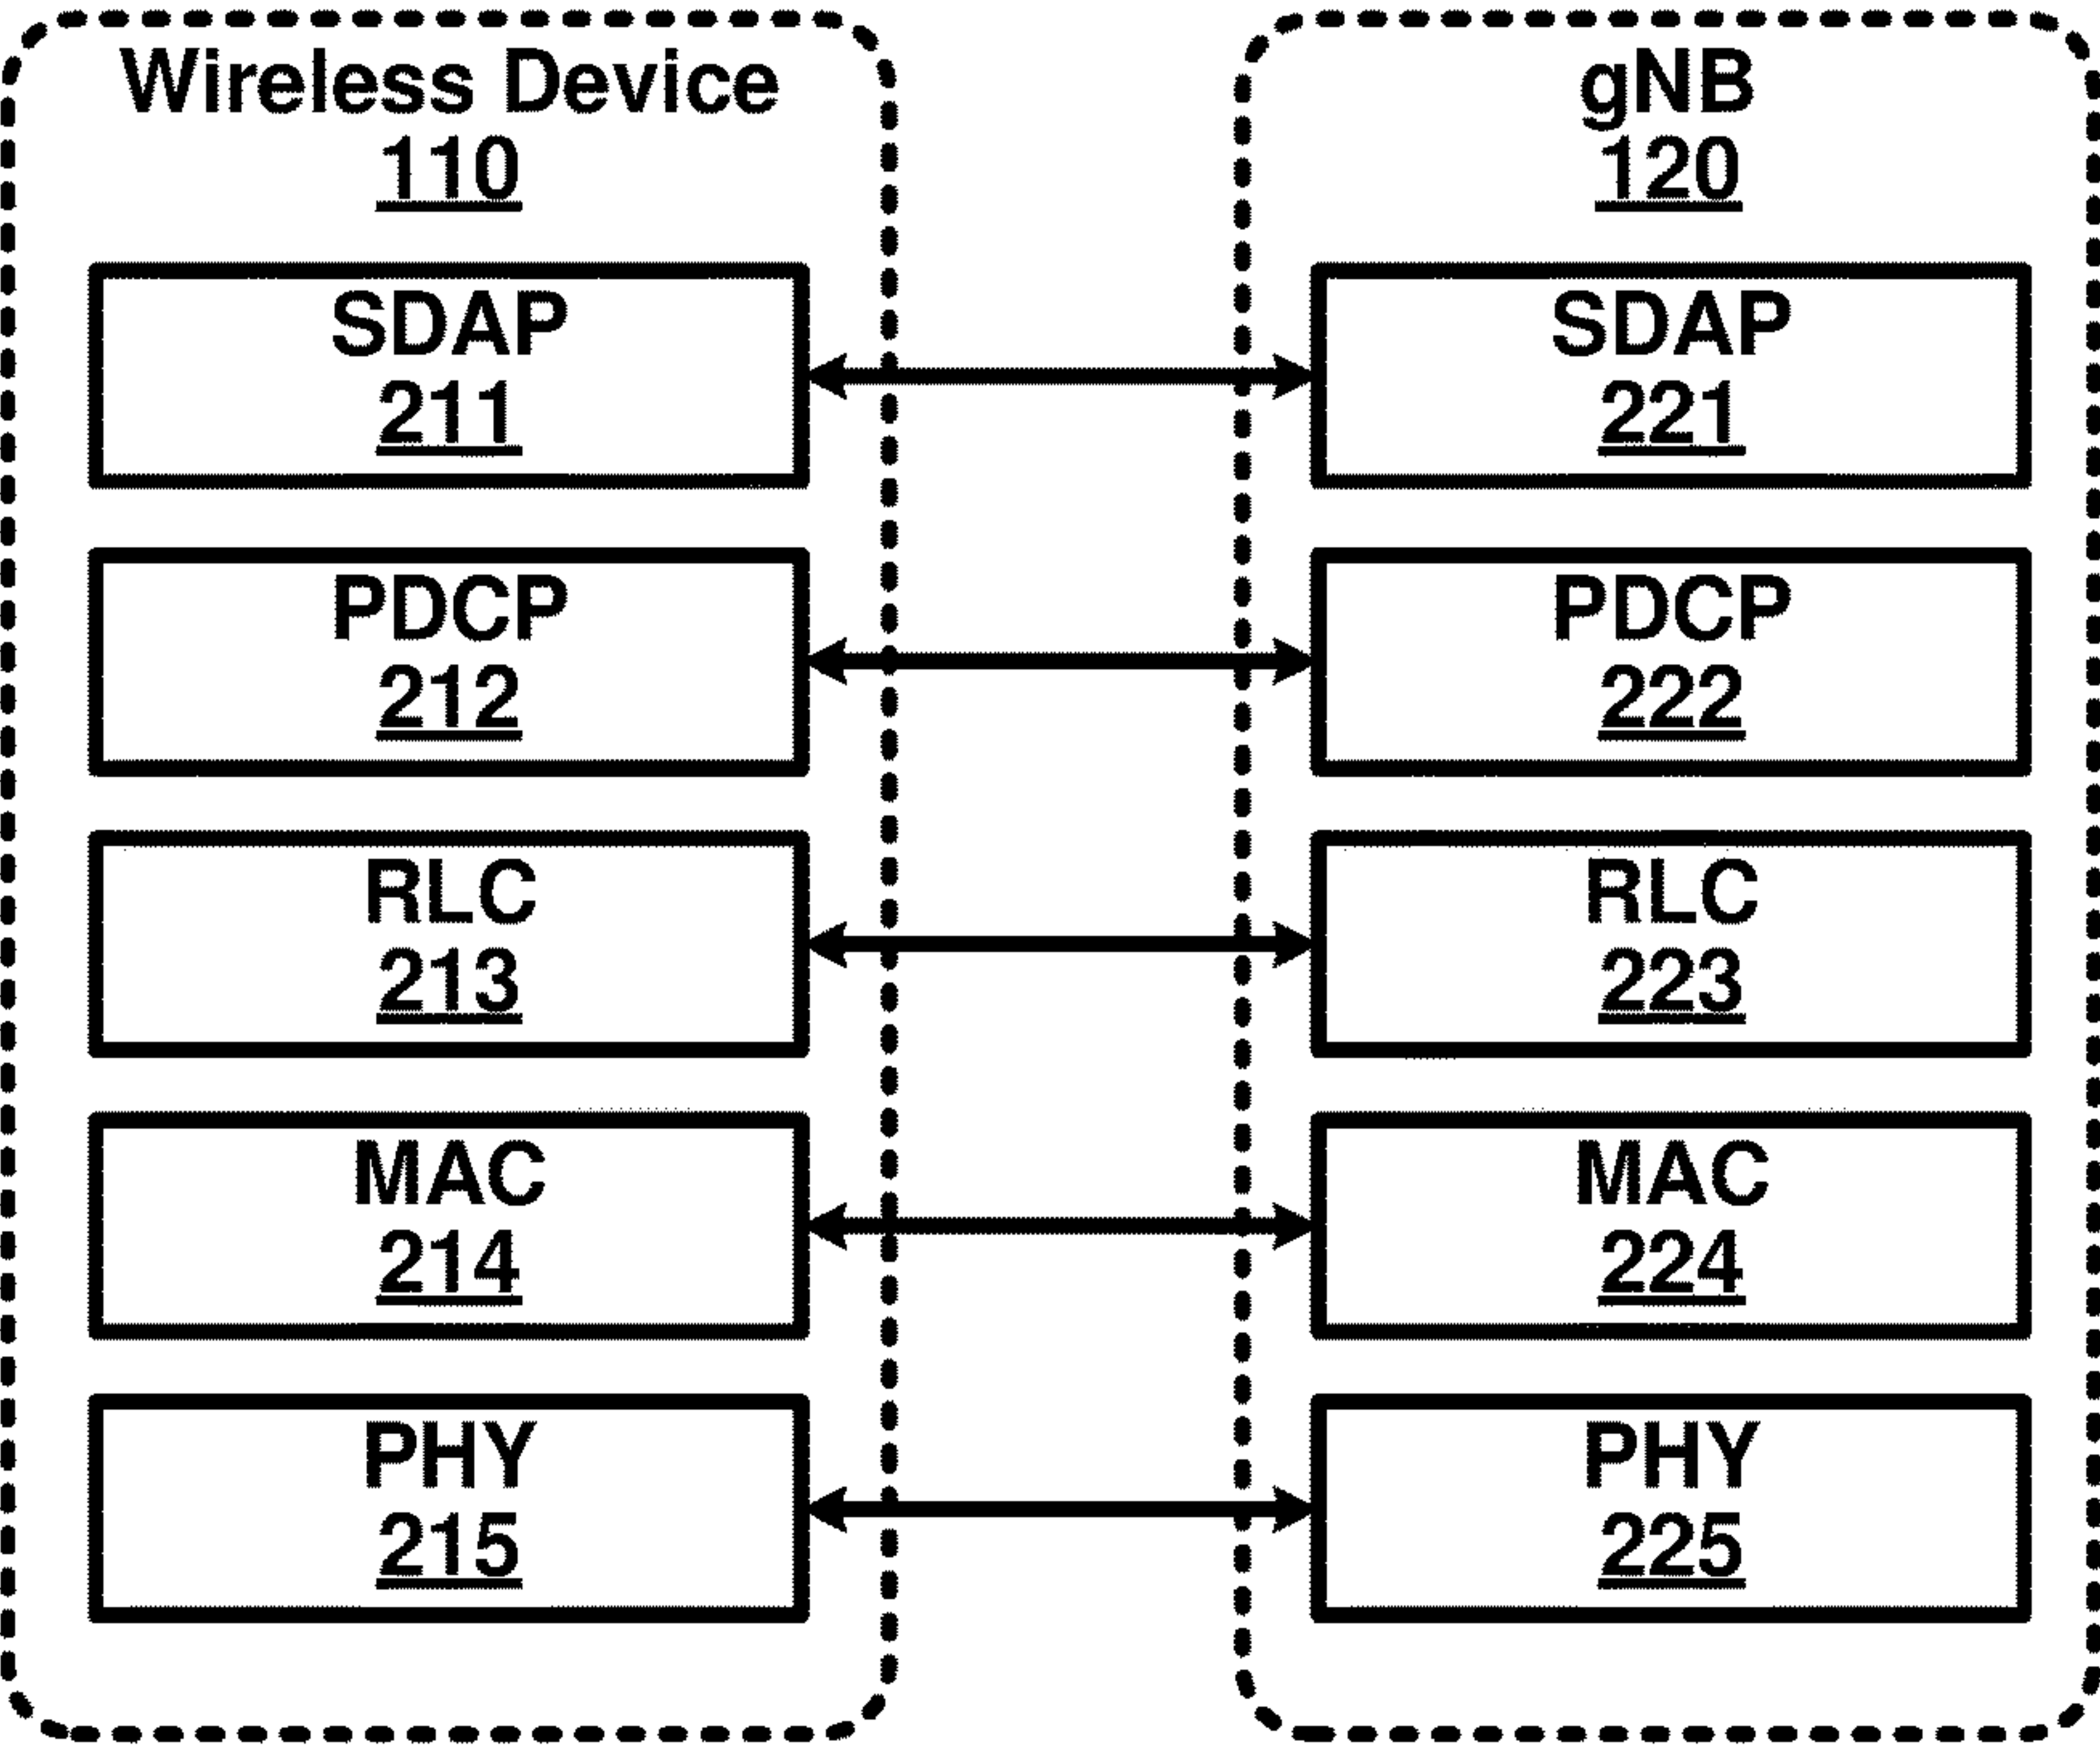 Wireless Device
110
SDAP
211
PDCP
212
RLC
213
MAC
214
PHY
215
gNB
120
SDAP
221
PDCP
222
RLC
223
MAC
224
PHY
225